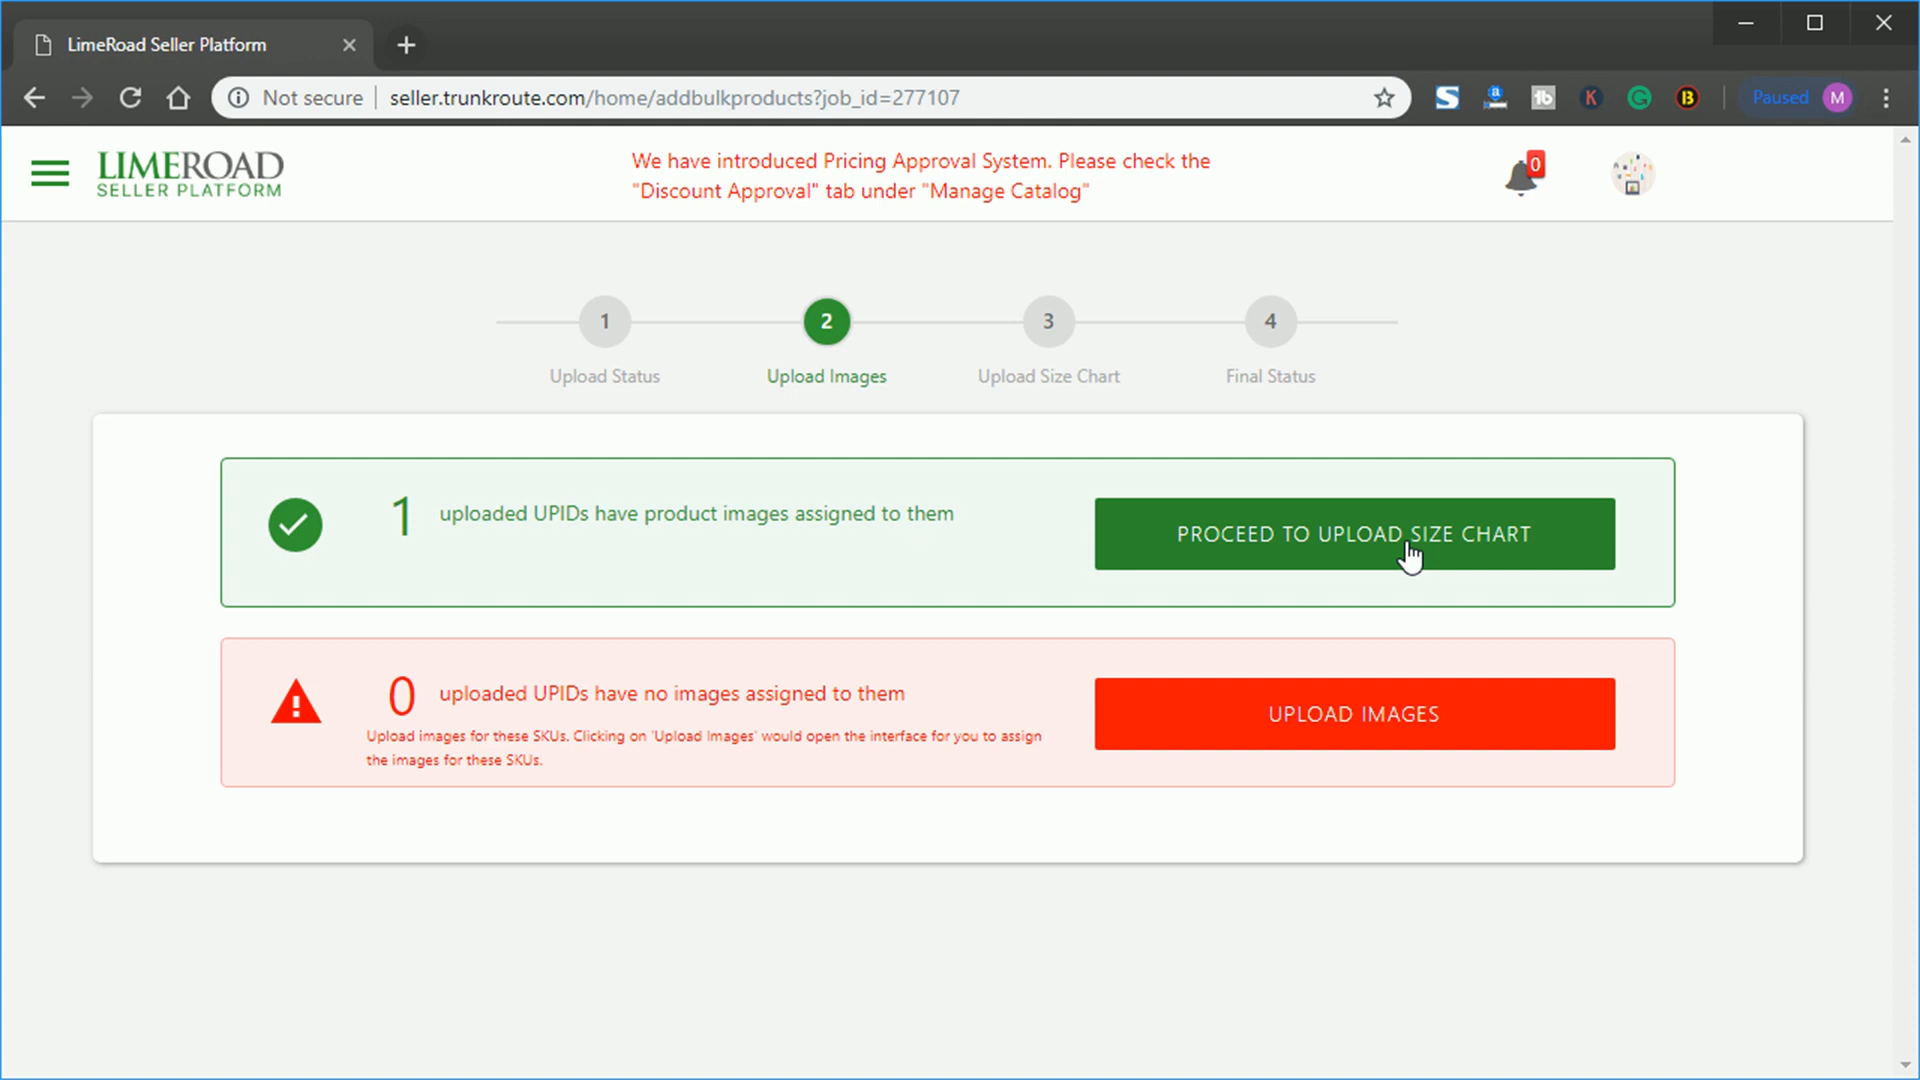 LimeRoad Seller Platform
Not secure
seller.trunkroute.com/home/addbulkproducts?job_id=277107
S
a
tb
K
G
B
Paused
M
LIMEROAD
SELLER PLATFORM
We have introduced Pricing Approval System. Please check the
"Discount Approval" tab under "Manage Catalog"
0
1
2
3
4
Upload Status
Upload Images
Upload Size Chart
Final Status
1
uploaded UPIDs have product images assigned to them
PROCEED TO UPLOAD SIZE CHART
0
uploaded UPIDs have no images assigned to them
Upload images for these SKUs. Clicking on 'Upload Images' would open the interface for you to assign
the images for these SKUs.
UPLOAD IMAGES